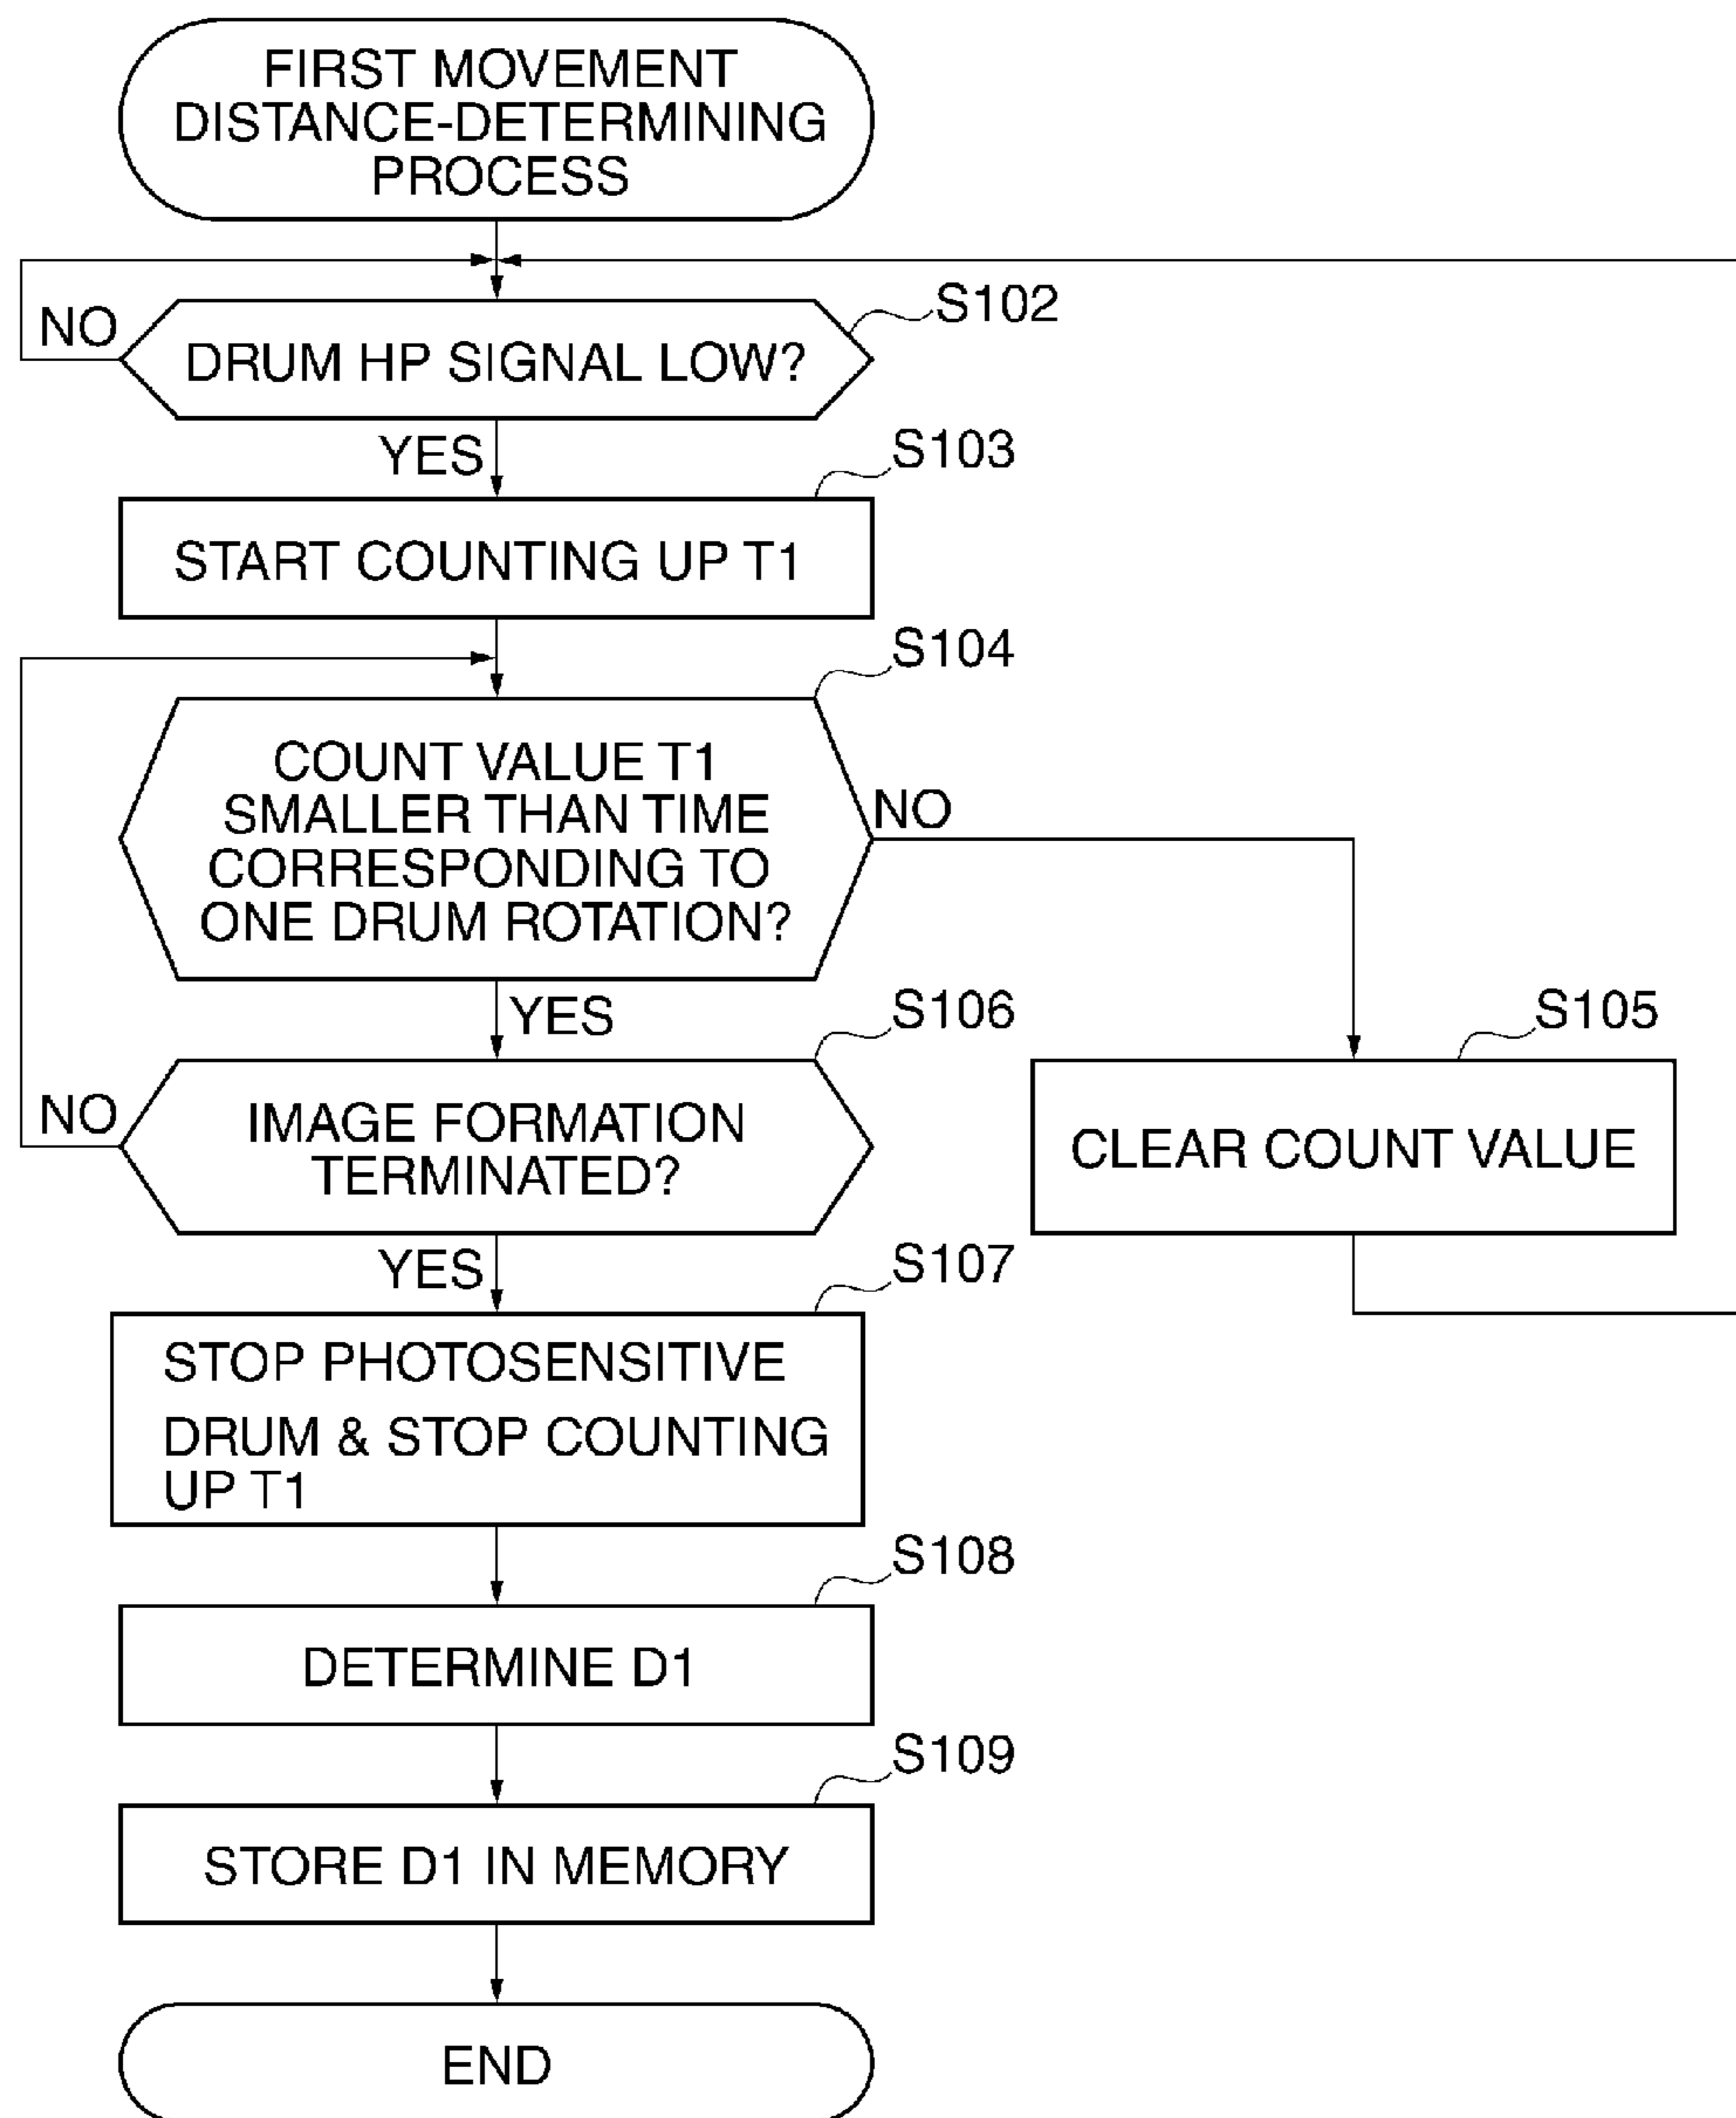 FIRST MOVEMENT
DISTANCE-DETERMINING
PROCESS
S102
NO
DRUM HP SIGNAL LOW?
YES
S103
START COUNTING UP T1
S104
COUNT VALUE T1
SMALLER THAN TIME
CORRESPONDING TO
ONE DRUM ROTATION?
NO
YES
S106
S105
NO
IMAGE FORMATION
TERMINATED?
CLEAR COUNT VALUE
YES
S107
STOP PHOTOSENSITIVE
DRUM & STOP COUNTING
UP T1
S108
DETERMINE D1
S109
STORE D1 IN MEMORY
END